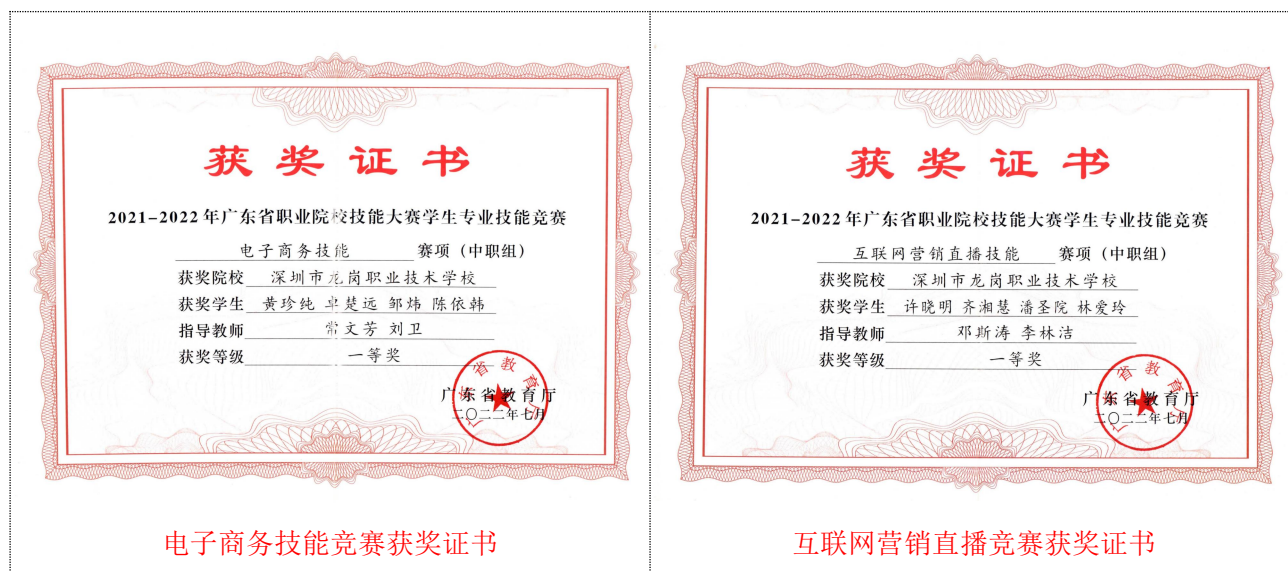 获奖证书
2021-2022年广东省职业院校技能大赛学生专业技能竞赛
电子商务技能 赛项（中职组）
获奖院校 深圳市龙岗职业技术学校
获奖学生 黄珍纯 卓楚远 邹炜 陈依韩
指导教师 常文芳 刘卫
获奖等级 一等奖
广东省教育厅
二〇二二年七月
广东省教育厅
电子商务技能竞赛获奖证书
获奖证书
2021-2022年广东省职业院校技能大赛学生专业技能竞赛
互联网营销直播技能 赛项（中职组）
获奖院校 深圳市龙岗职业技术学校
获奖学生 许晓明 齐湘慧 潘圣院 林爱玲
指导教师 邓斯涛 李林洁
获奖等级 一等奖
广东省教育厅
二〇二二年七月
广东省教育厅
互联网营销直播竞赛获奖证书